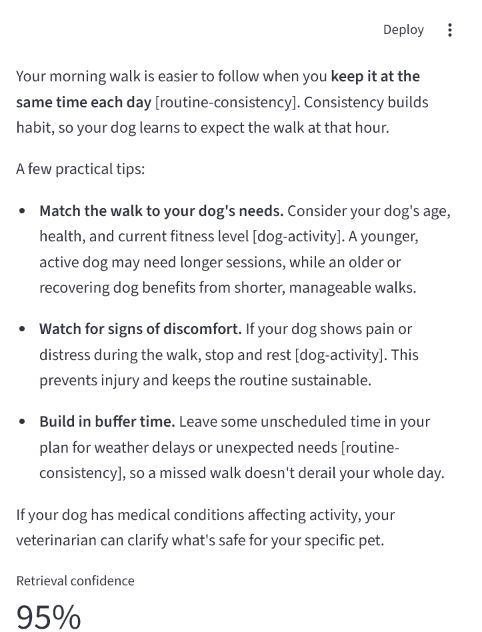 Deploy
Your morning walk is easier to follow when you keep it at the
same time each day [routine-consistency]. Consistency builds
habit, so your dog learns to expect the walk at that hour.
A few practical tips:
• Match the walk to your dog's needs. Consider your dog's age,
health, and current fitness level [dog-activity]. A younger,
active dog may need longer sessions, while an older or
recovering dog benefits from shorter, manageable walks.
• Watch for signs of discomfort. If your dog shows pain or
distress during the walk, stop and rest [dog-activity]. This
prevents injury and keeps the routine sustainable.
• Build in buffer time. Leave some unscheduled time in your
plan for weather delays or unexpected needs [routine-
consistency], so a missed walk doesn't derail your whole day.
If your dog has medical conditions affecting activity, your
veterinarian can clarify what's safe for your specific pet.
Retrieval confidence
95%